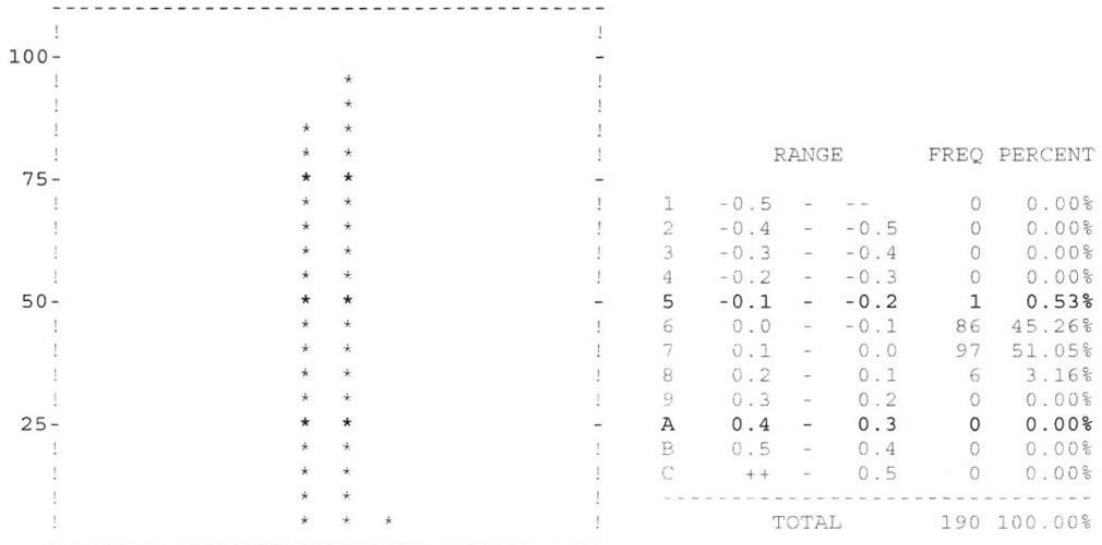 100-
75-
50-
25-
RANGE FREQ PERCENT
1 -0.5 - -- 0 0.00%
2 -0.4 - -0.5 0 0.00%
3 -0.3 - -0.4 0 0.00%
4 -0.2 - -0.3 0 0.00%
5 -0.1 - -0.2 1 0.53%
6 0.0 - -0.1 86 45.26%
7 0.1 - 0.0 97 51.05%
8 0.2 - 0.1 6 3.16%
9 0.3 - 0.2 0 0.00%
A 0.4 - 0.3 0 0.00%
B 0.5 - 0.4 0 0.00%
C ++ - 0.5 0 0.00%
TOTAL 190 100.00%